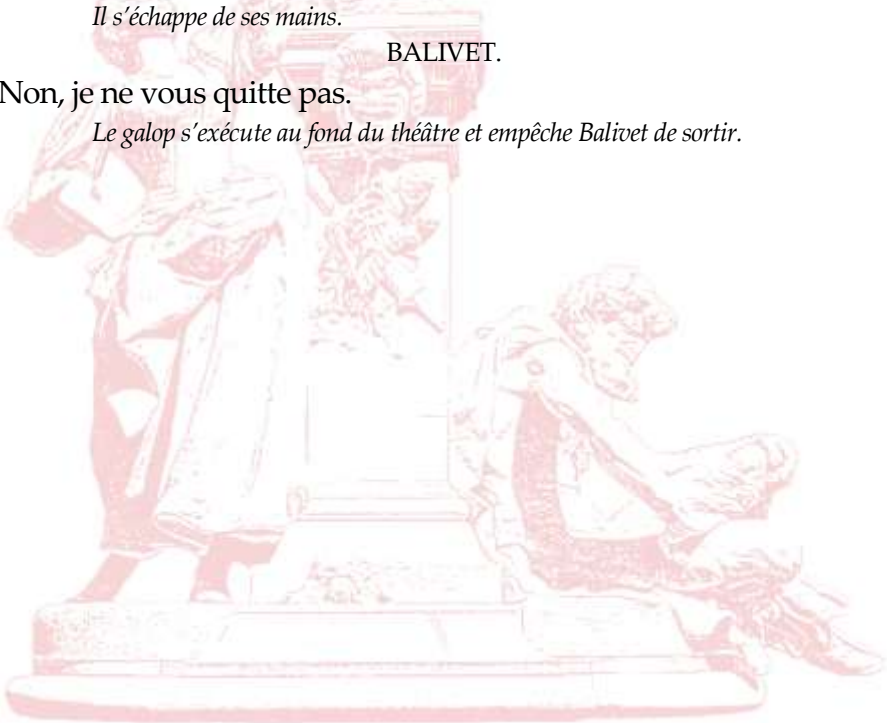 Il s’échappe de ses mains.
BALIVET.
Non, je ne vous quitte pas.
Le galop s’exécute au fond du théâtre et empêche Balivet de sortir.